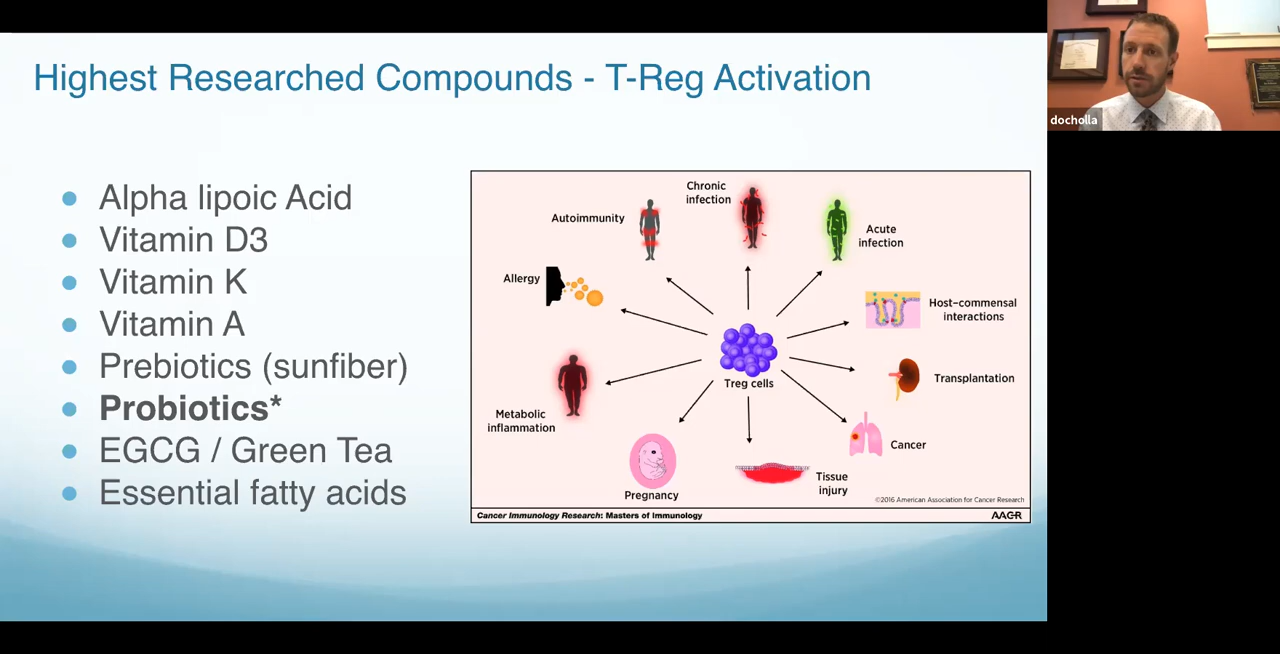 Highest Researched Compounds - T-Reg Activation
docholla
• Alpha lipoic Acid
• Vitamin D3
• Vitamin K
• Vitamin A
• Prebiotics (sunfiber)
• Probiotics*
• EGCG / Green Tea
• Essential fatty acids
Chronic
infection
Autoimmunity
Acute
infection
Allergy
Host–commensal
interactions
Treg cells
Transplantation
Metabolic
inflammation
Cancer
Pregnancy
Tissue
injury
©2016 American Association for Cancer Research
Cancer Immunology Research: Masters of Immunology
AACR